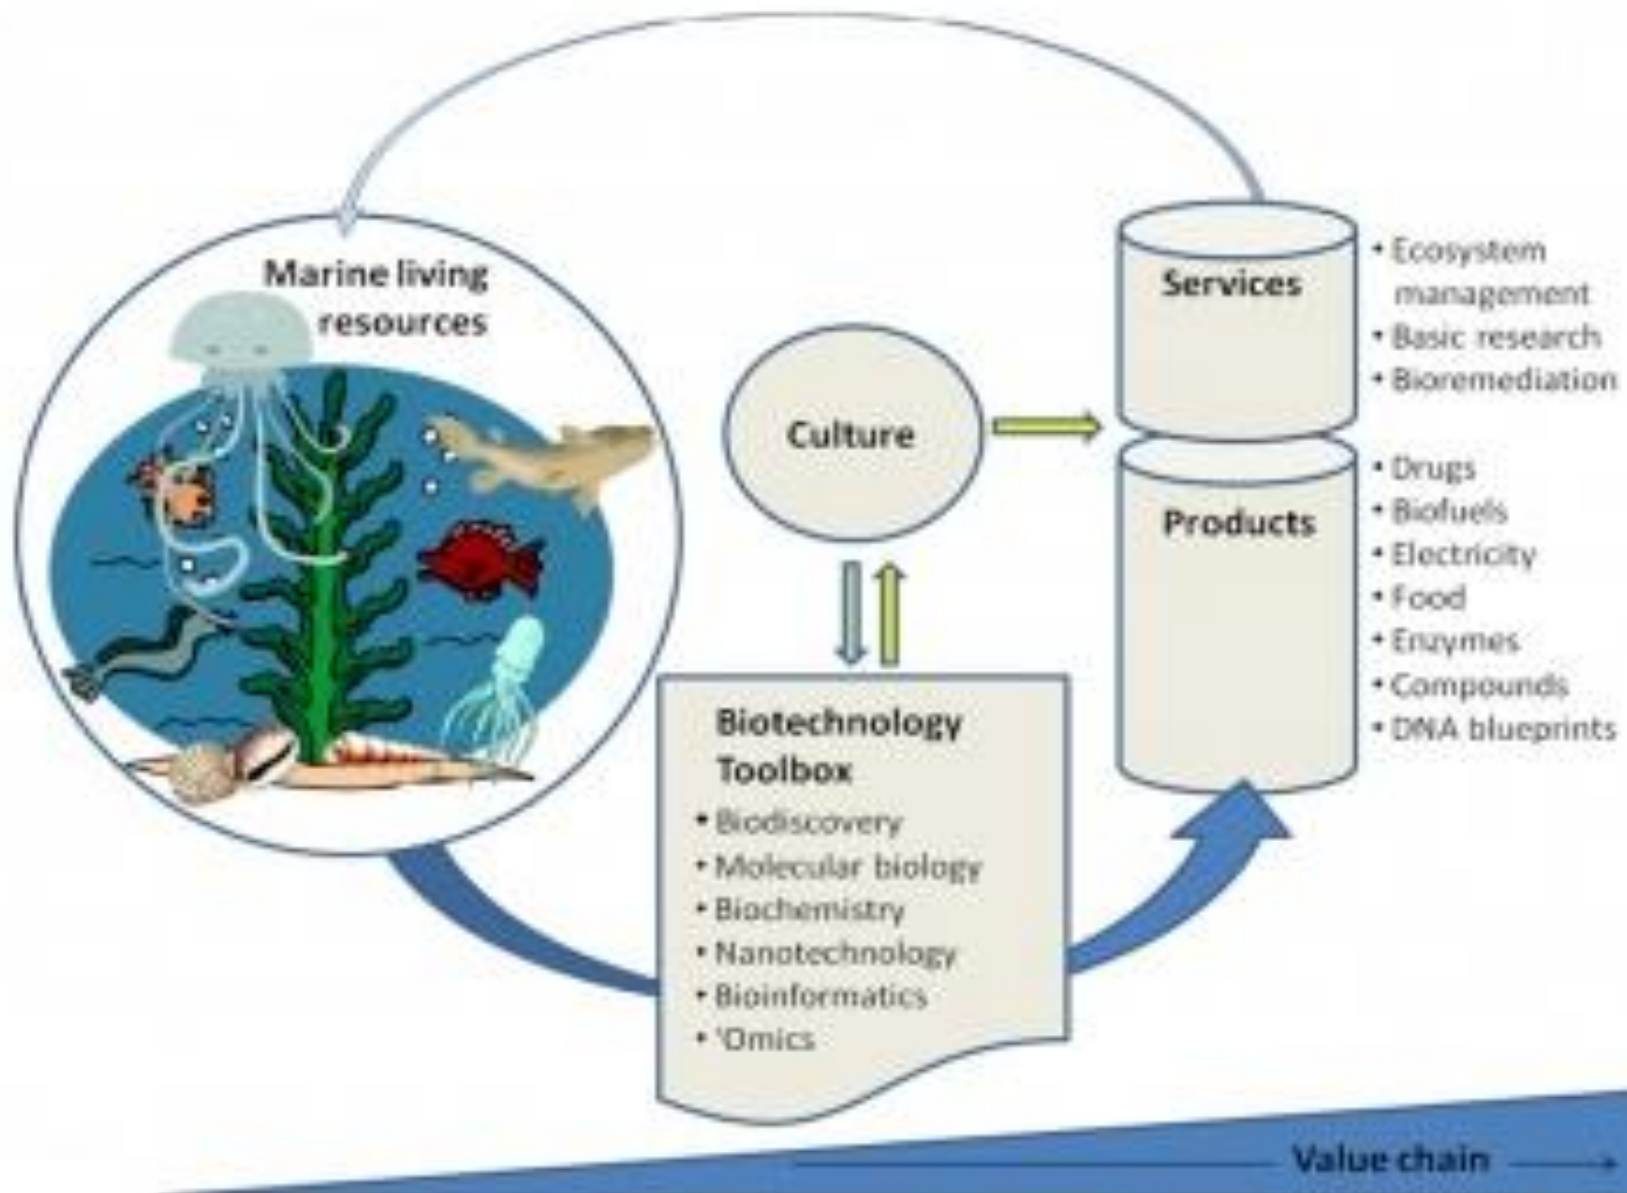 Marine living
resources
Culture
Services
• Ecosystem
management
• Basic research
• Bioremediation
Products
• Drugs
• Biofuels
• Electricity
• Food
• Enzymes
• Compounds
• DNA blueprints
Biotechnology
Toolbox
• Biodiscovery
• Molecular biology
• Biochemistry
• Nanotechnology
• Bioinformatics
• 'Omics
Value chain